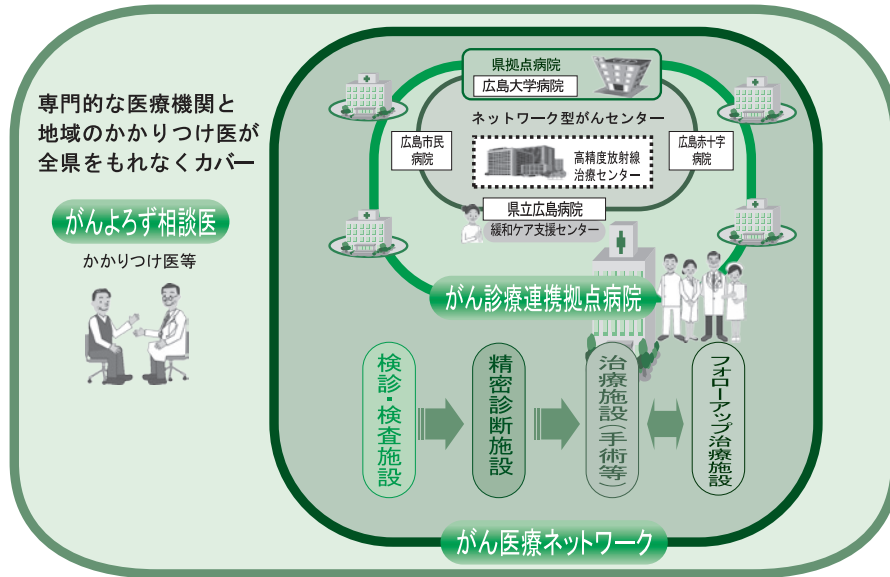 専門的な医療機関と
地域のかかりつけ医が
全県をもれなくカバー
がんよろず相談医
かかりつけ医等
県拠点病院
広島大学病院
ネットワーク型がんセンター
広島市民
病院
高精度放射線
治療センター
広島赤十字
病院
県立広島病院
緩和ケア支援センター
がん診療連携拠点病院
検診・検査施設
精密診断施設
治療施設(手術等)
フォローアップ治療施設
がん医療ネットワーク